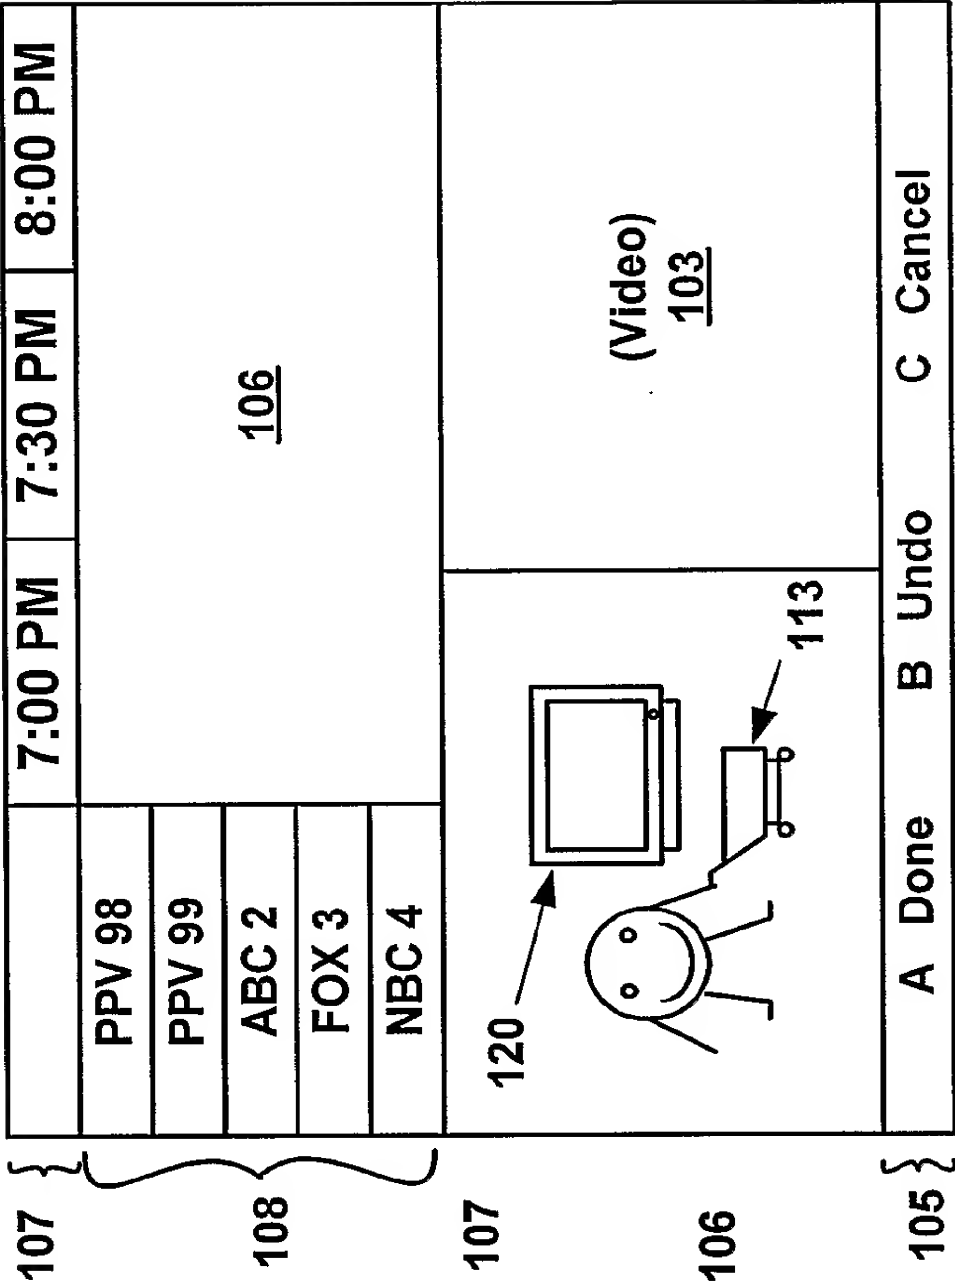 107
7:00 PM
7:30 PM
8:00 PM
108
PPV 98
PPV 99
ABC 2
FOX 3
NBC 4
106
107
106
120
113
(Video)
103
105
A Done
B Undo
C Cancel